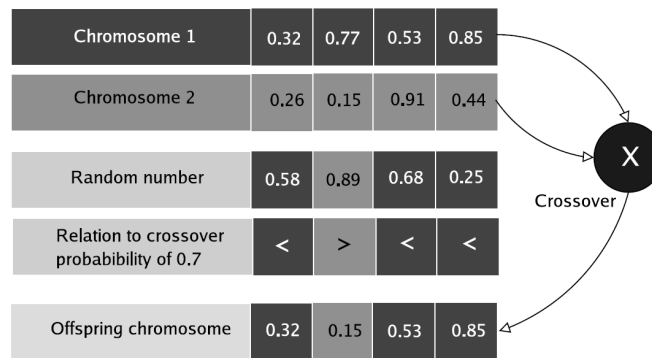 Chromosome 1 0.32 0.77 0.53 0.85
Chromosome 2 0.26 0.15 0.91 0.44
X
Random number 0.58 0.89 0.68 0.25
Crossover
Relation to crossover
probabibility of 0.7 < > < <
Offspring chromosome 0.32 0.15 0.53 0.85